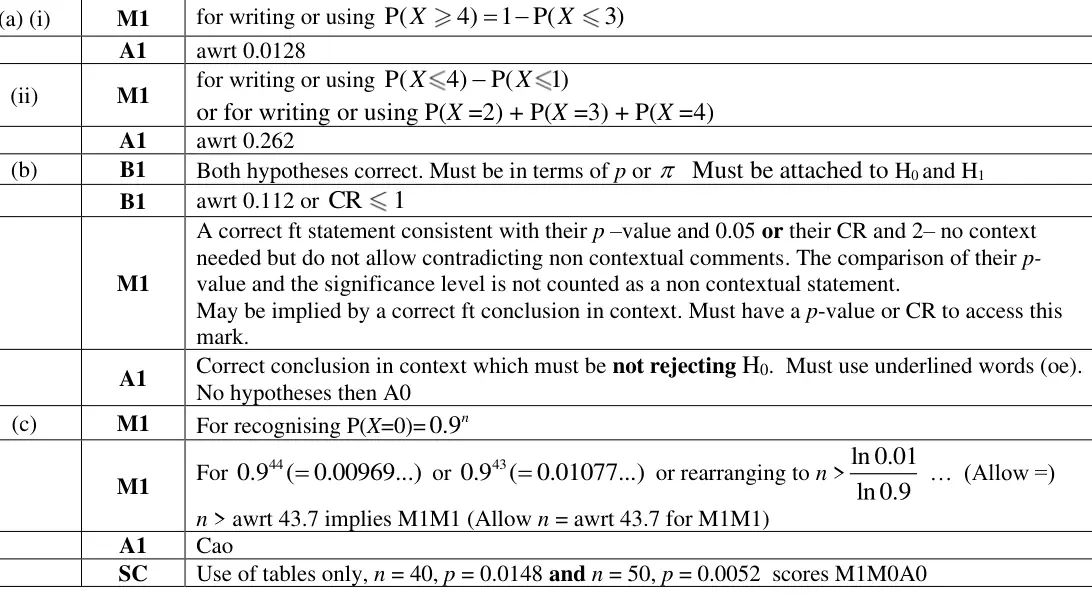 (a) (i) M1 for writing or using P(X ⩾ 4) = 1 − P(X ⩽ 3)
A1 awrt 0.0128
(ii) M1 for writing or using P(X⩽4) − P(X⩽1)
or for writing or using P(X =2) + P(X =3) + P(X =4)
A1 awrt 0.262
(b) B1 Both hypotheses correct. Must be in terms of p or π Must be attached to H₀ and H₁
B1 awrt 0.112 or CR ⩽ 1
M1 A correct ft statement consistent with their p –value and 0.05 or their CR and 2– no context
needed but do not allow contradicting non contextual comments. The comparison of their p-
value and the significance level is not counted as a non contextual statement.
May be implied by a correct ft conclusion in context. Must have a p-value or CR to access this
mark.
A1 Correct conclusion in context which must be not rejecting H₀. Must use underlined words (oe).
No hypotheses then A0
(c) M1 For recognising P(X=0)= 0.9ⁿ
M1 For 0.9⁴⁴ (= 0.00969...) or 0.9⁴³ (= 0.01077...) or rearranging to n > ln 0.01 / ln 0.9 … (Allow =)
n > awrt 43.7 implies M1M1 (Allow n = awrt 43.7 for M1M1)
A1 Cao
SC Use of tables only, n = 40, p = 0.0148 and n = 50, p = 0.0052 scores M1M0A0